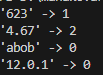 '623' -> 1
'4.67' -> 2
'abob' -> 0
'12.0.1' -> 0